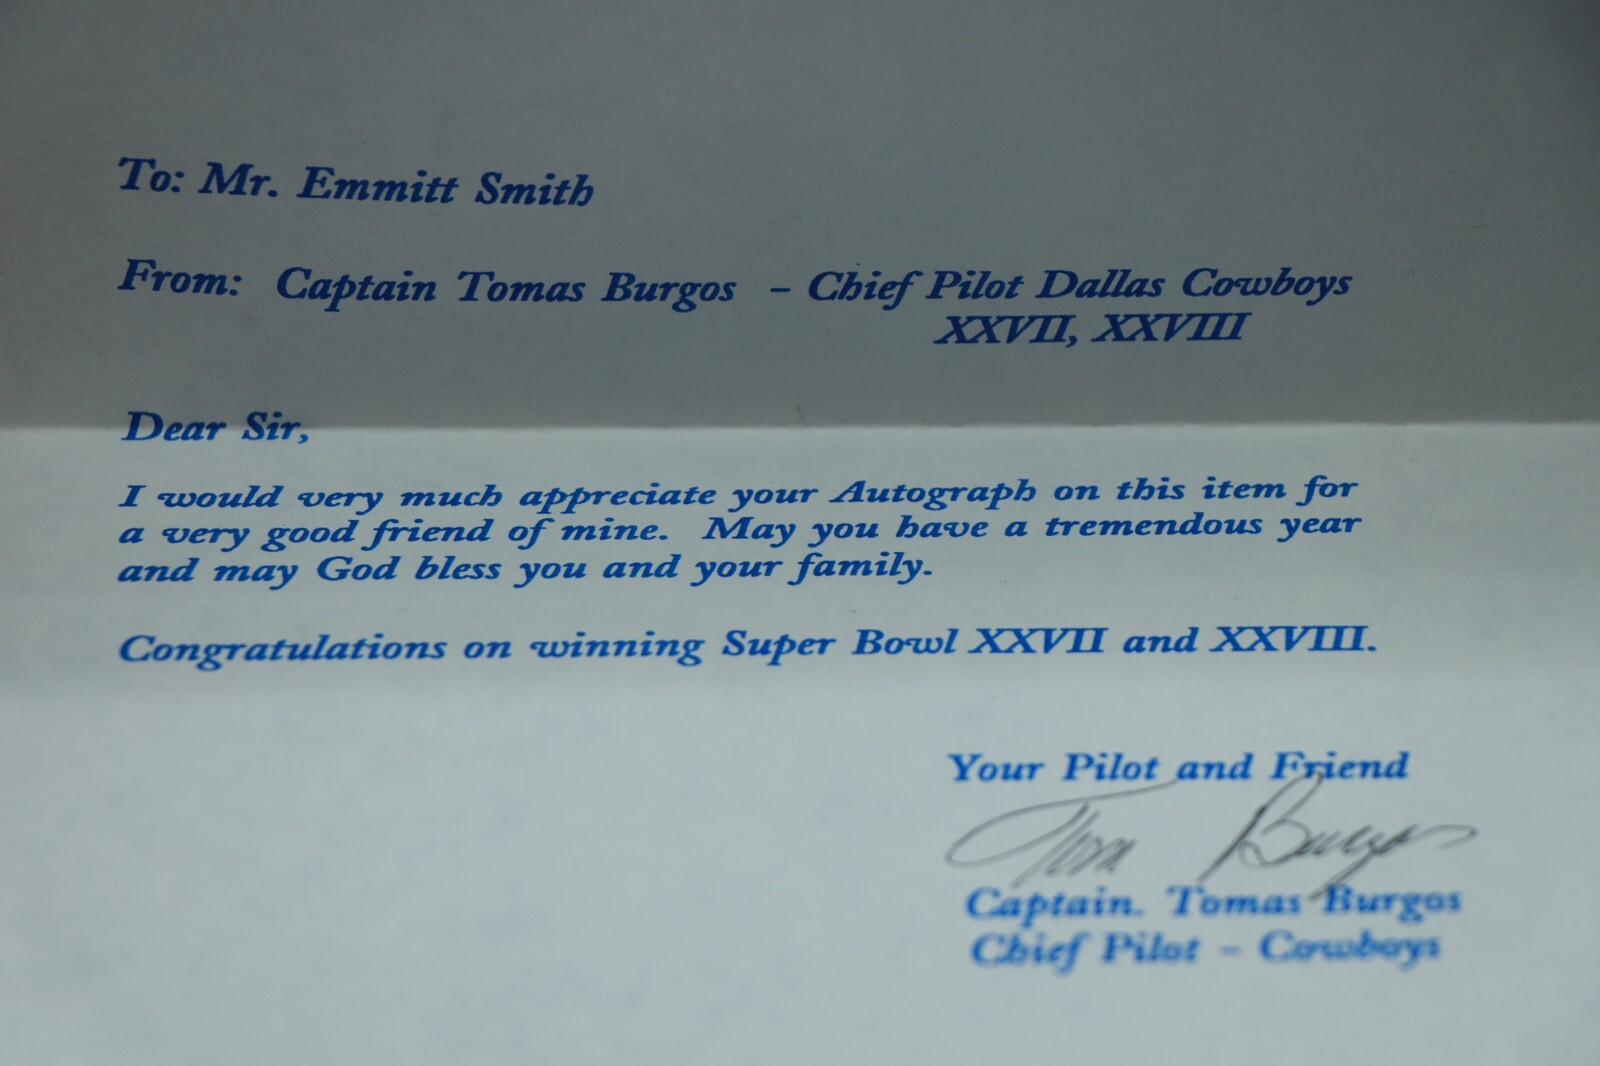 To: Mr. Emmitt Smith
From: Captain Tomas Burgos - Chief Pilot Dallas Cowboys
XXVII, XXVIII
Dear Sir,
I would very much appreciate your Autograph on this item for
a very good friend of mine. May you have a tremendous year
and may God bless you and your family.
Congratulations on winning Super Bowl XXVII and XXVIII.
Your Pilot and Friend
Tom Burgos
Captain. Tomas Burgos
Chief Pilot - Cowboys